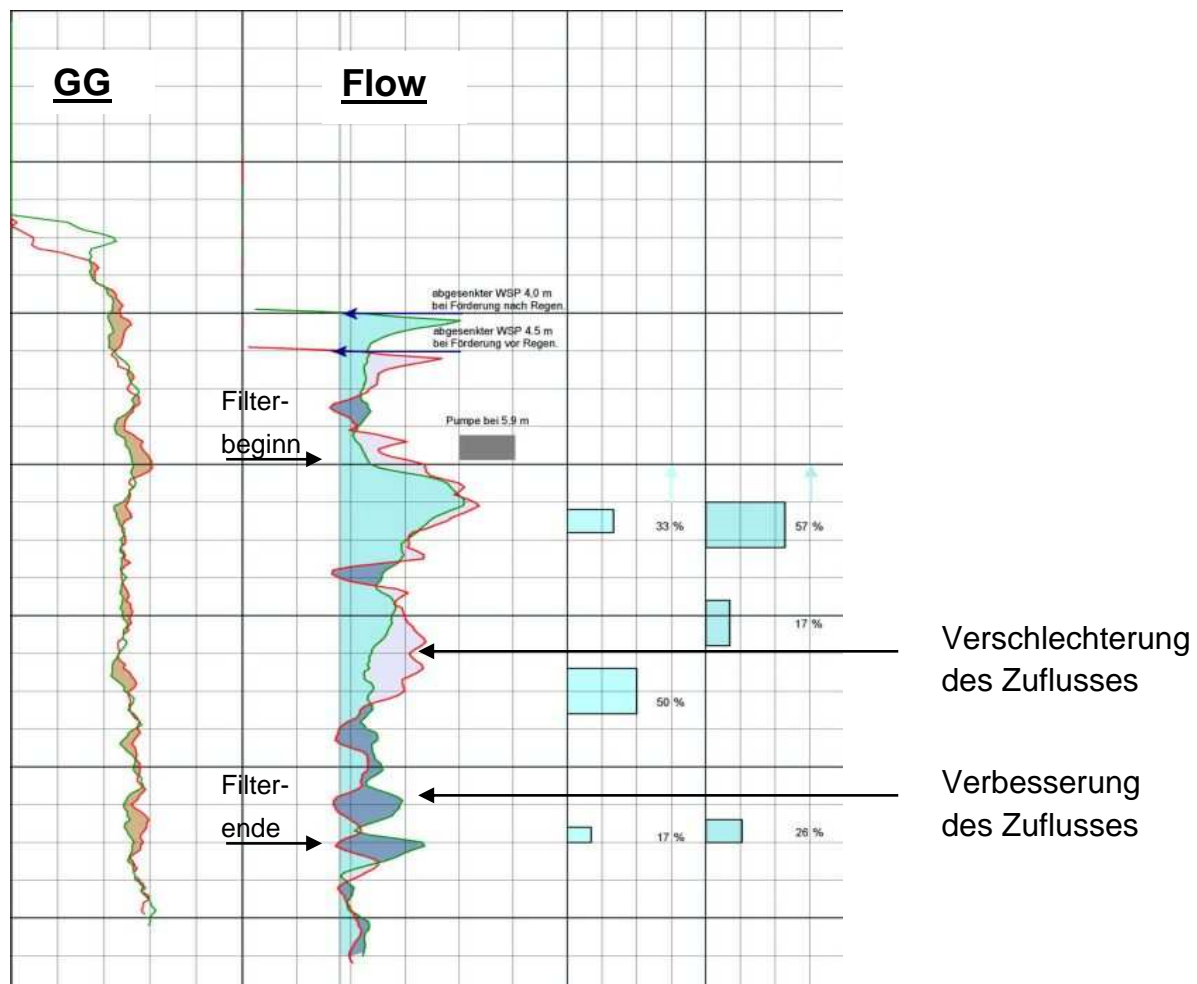 GG
Flow
abgesenkter WSP 4.0 m
bei Förderung nach Regen.
abgesenkter WSP 4.5 m
bei Förderung vor Regen.
Filter-
beginn
Pumpe bei 5.9 m
33 %
57 %
17 %
Verschlechterung
des Zuflusses
50 %
Filter-
ende
Verbesserung
des Zuflusses
17 %
26 %